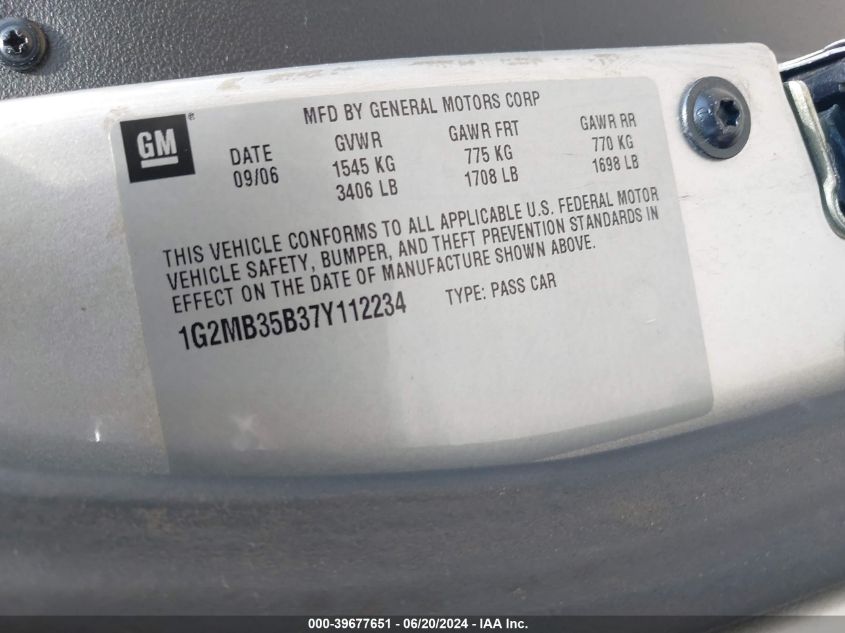 MFD BY GENERAL MOTORS CORP
GM®
DATE GVWR GAWR FRT GAWR RR
09/06 1545 KG 775 KG 770 KG
3406 LB 1708 LB 1698 LB
THIS VEHICLE CONFORMS TO ALL APPLICABLE U.S. FEDERAL MOTOR
VEHICLE SAFETY, BUMPER, AND THEFT PREVENTION STANDARDS IN
EFFECT ON THE DATE OF MANUFACTURE SHOWN ABOVE.
1G2MB35B37Y112234 TYPE: PASS CAR
000-39677651 - 06/20/2024 - IAA Inc.